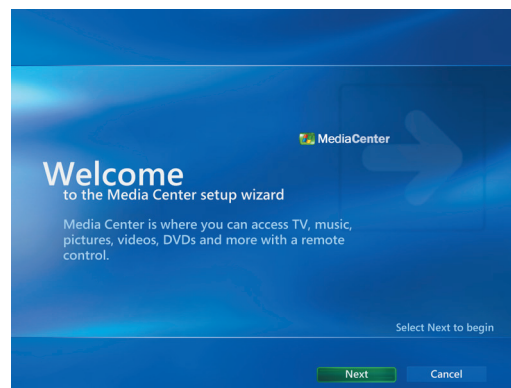 MediaCenter
Welcome
to the Media Center setup wizard
Media Center is where you can access TV, music,
pictures, videos, DVDs and more with a remote
control.
Select Next to begin
Next
Cancel